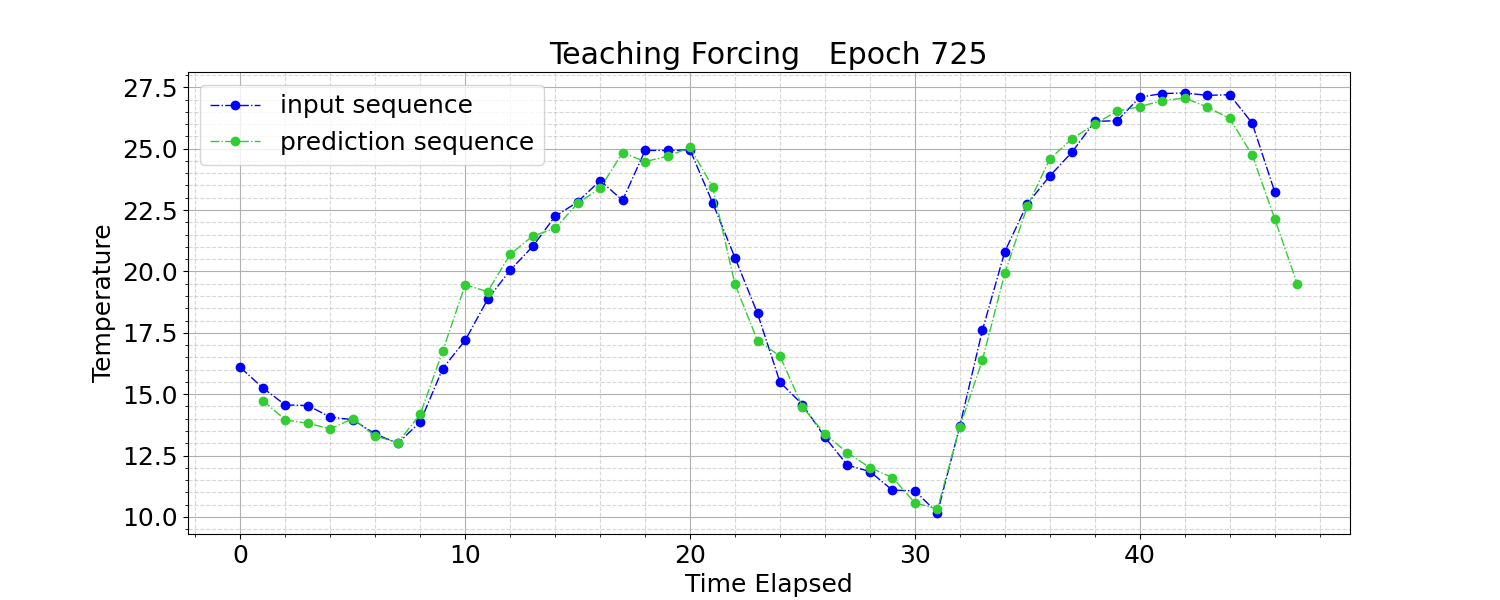 Teaching Forcing   Epoch 725
input sequence
prediction sequence
Temperature
27.5
25.0
22.5
20.0
17.5
15.0
12.5
10.0
0 10 20 30 40
Time Elapsed